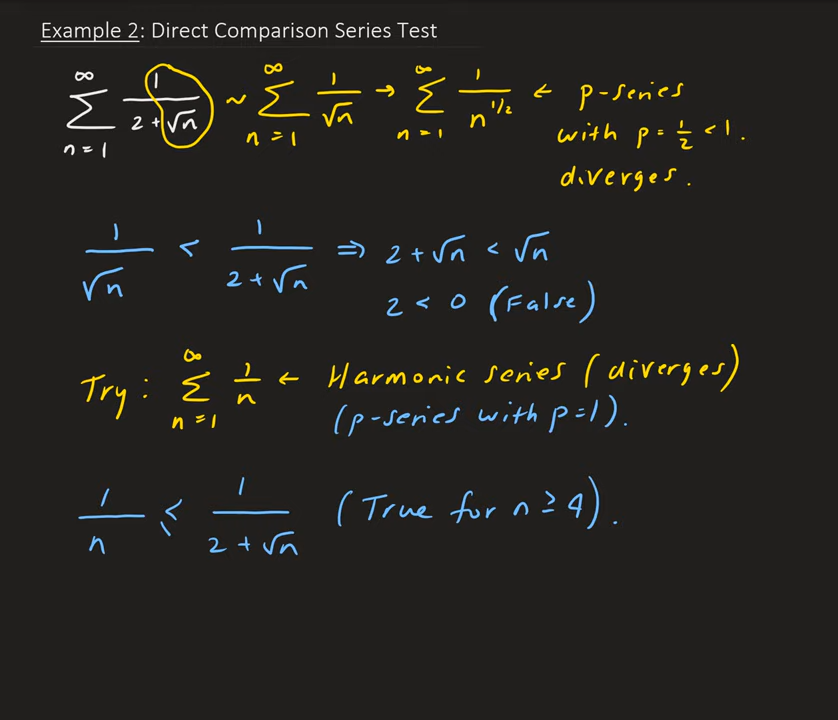 Example 2: Direct Comparison Series Test
∞ ∑ n = 1 1 / (2 + √n) ~ ∞ ∑ n = 1 1 / √n → ∞ ∑ n = 1 1 / n^1/2 ← p-series
with p = 1/2 < 1.
diverges.
1 / √n < 1 / (2 + √n) ⇒ 2 + √n < √n
2 < 0 (False)
Try: ∞ ∑ n = 1 1/n ← Harmonic series (diverges)
(p-series with p=1).
1 / n ≤ 1 / (2 + √n) (True for n ≥ 4).